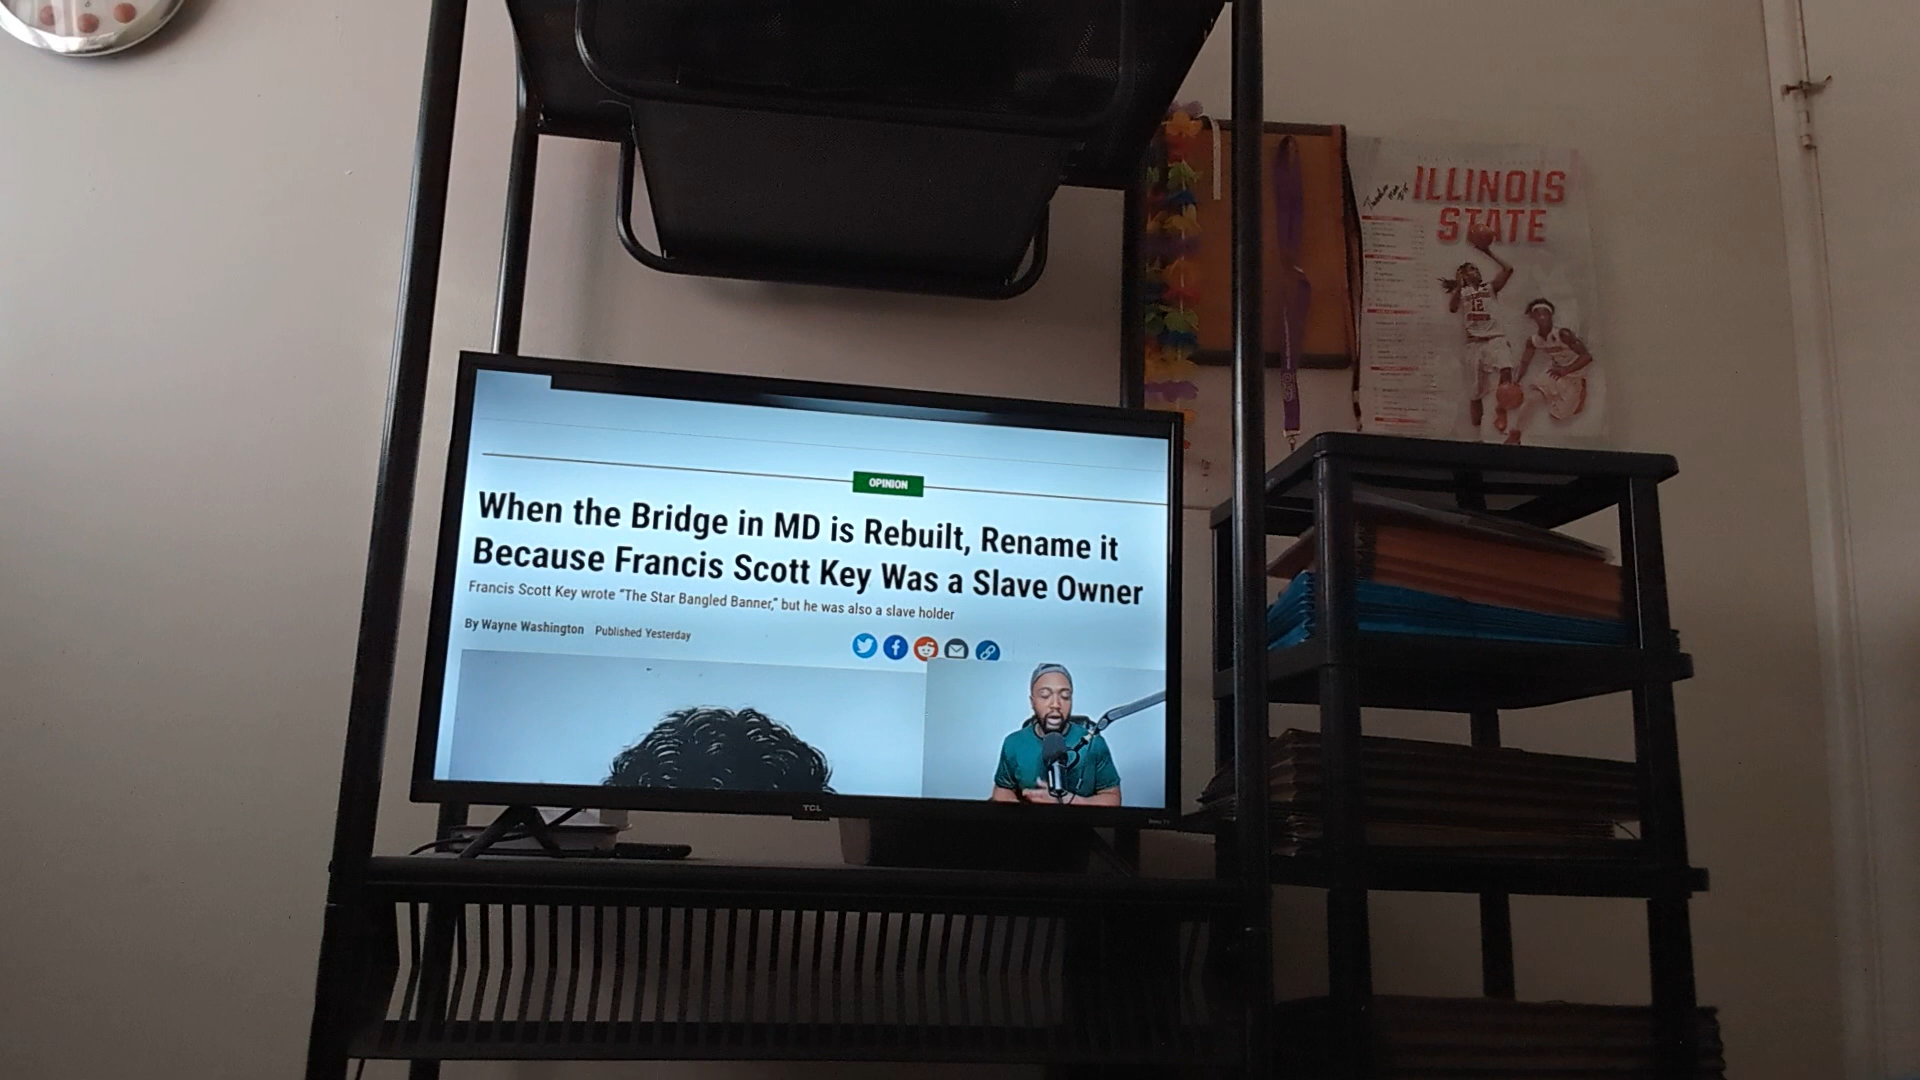 ILLINOIS
STATE
12
OPINION
When the Bridge in MD is Rebuilt, Rename it
Because Francis Scott Key Was a Slave Owner
Francis Scott Key wrote “The Star Bangled Banner,” but he was also a slave holder
By Wayne Washington Published Yesterday
TCL